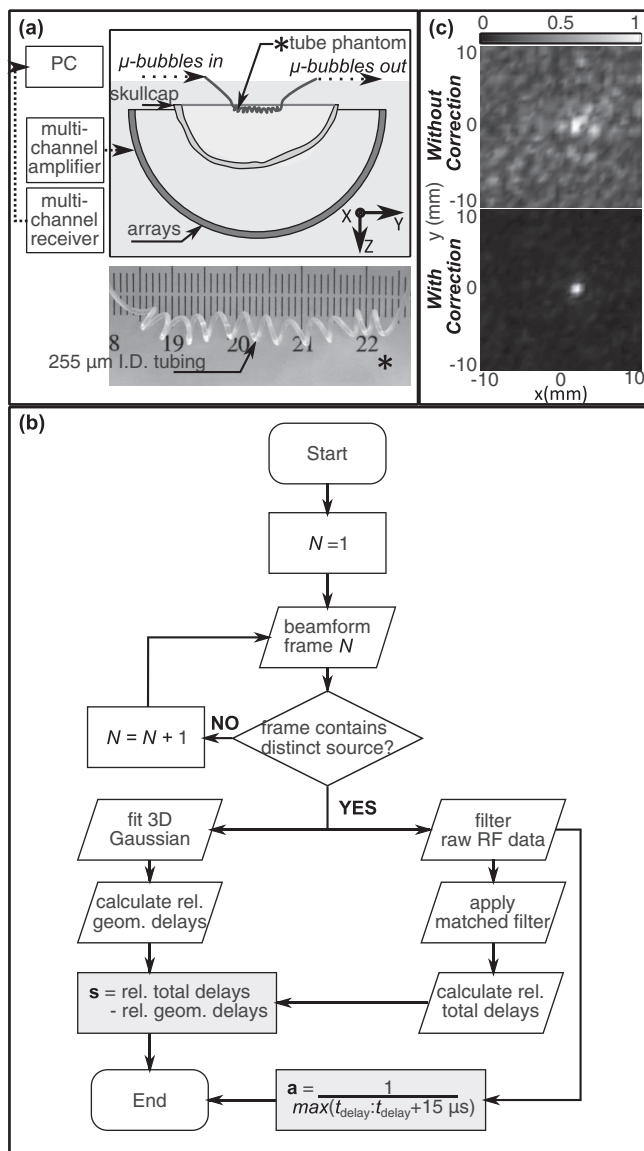 (a)
PC
multi-
channel
amplifier
multi-
channel
receiver
*tube phantom
μ-bubbles in
μ-bubbles out
skullcap
arrays
X
Y
Z
8 19 20 21 22
255 μm I.D. tubing
*
(c)
0 0.5 1
Without
Correction
With
Correction
y (mm)
10
0
-10
10
0
-10
-10 0 10
x(mm)
(b)
Start
N =1
beamform
frame N
frame contains
distinct source?
NO
N = N + 1
YES
fit 3D
Gaussian
filter
raw RF data
calculate rel.
geom. delays
apply
matched filter
s = rel. total delays
- rel. geom. delays
calculate rel.
total delays
End
a = 1
max(t_delay:t_delay+15 μs)